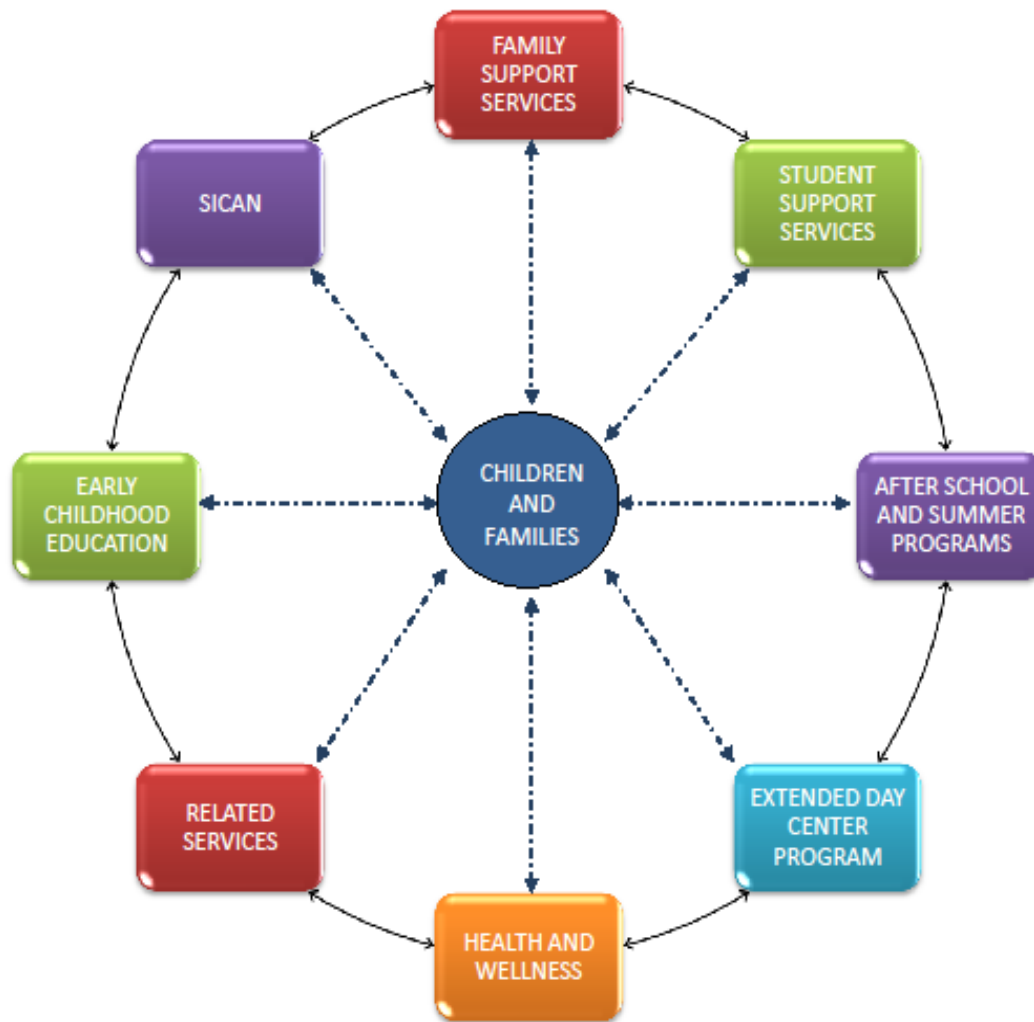 FAMILY
SUPPORT
SERVICES
STUDENT
SUPPORT
SERVICES
AFTER SCHOOL
AND SUMMER
PROGRAMS
EXTENDED DAY
CENTER
PROGRAM
HEALTH AND
WELLNESS
RELATED
SERVICES
EARLY
CHILDHOOD
EDUCATION
SICAN
CHILDREN
AND
FAMILIES